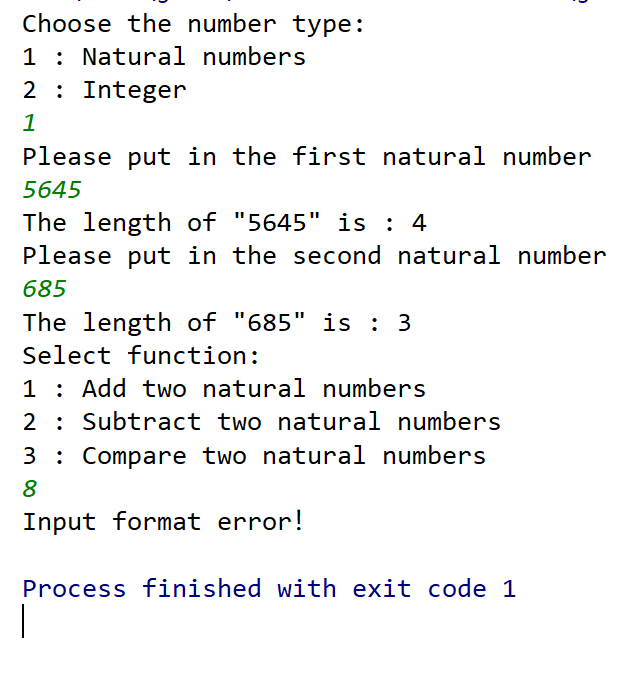 Choose the number type:
1 : Natural numbers
2 : Integer
1
Please put in the first natural number
5645
The length of "5645" is : 4
Please put in the second natural number
685
The length of "685" is : 3
Select function:
1 : Add two natural numbers
2 : Subtract two natural numbers
3 : Compare two natural numbers
8
Input format error!
Process finished with exit code 1